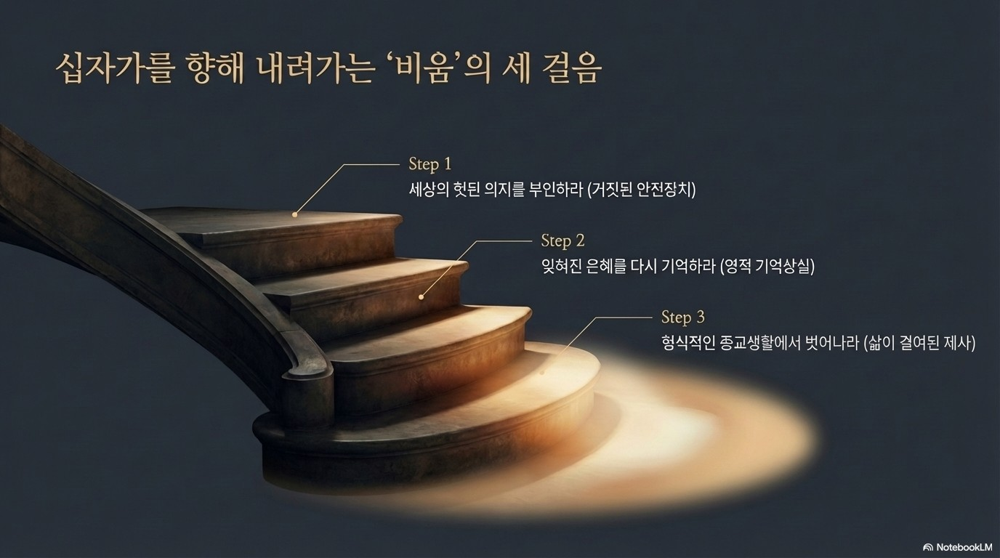 십자가를 향해 내려가는 ‘비움’의 세 걸음
Step 1
세상의 헛된 의지를 부인하라 (거짓된 안전장치)
Step 2
잊혀진 은혜를 다시 기억하라 (영적 기억상실)
Step 3
형식적인 종교생활에서 벗어나라 (삶이 결여된 제사)
NotebookLM